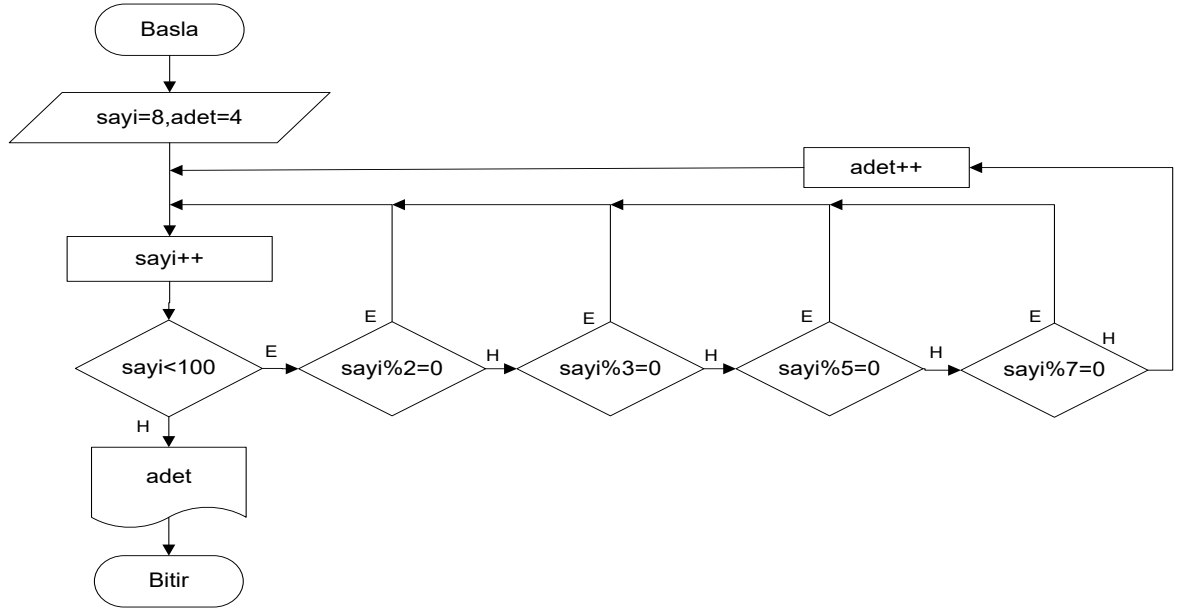 Basla
sayi=8,adet=4
adet++
sayi++
E
E
E
E
H
sayi<100
E
sayi%2=0
H
sayi%3=0
H
sayi%5=0
H
sayi%7=0
H
adet
Bitir